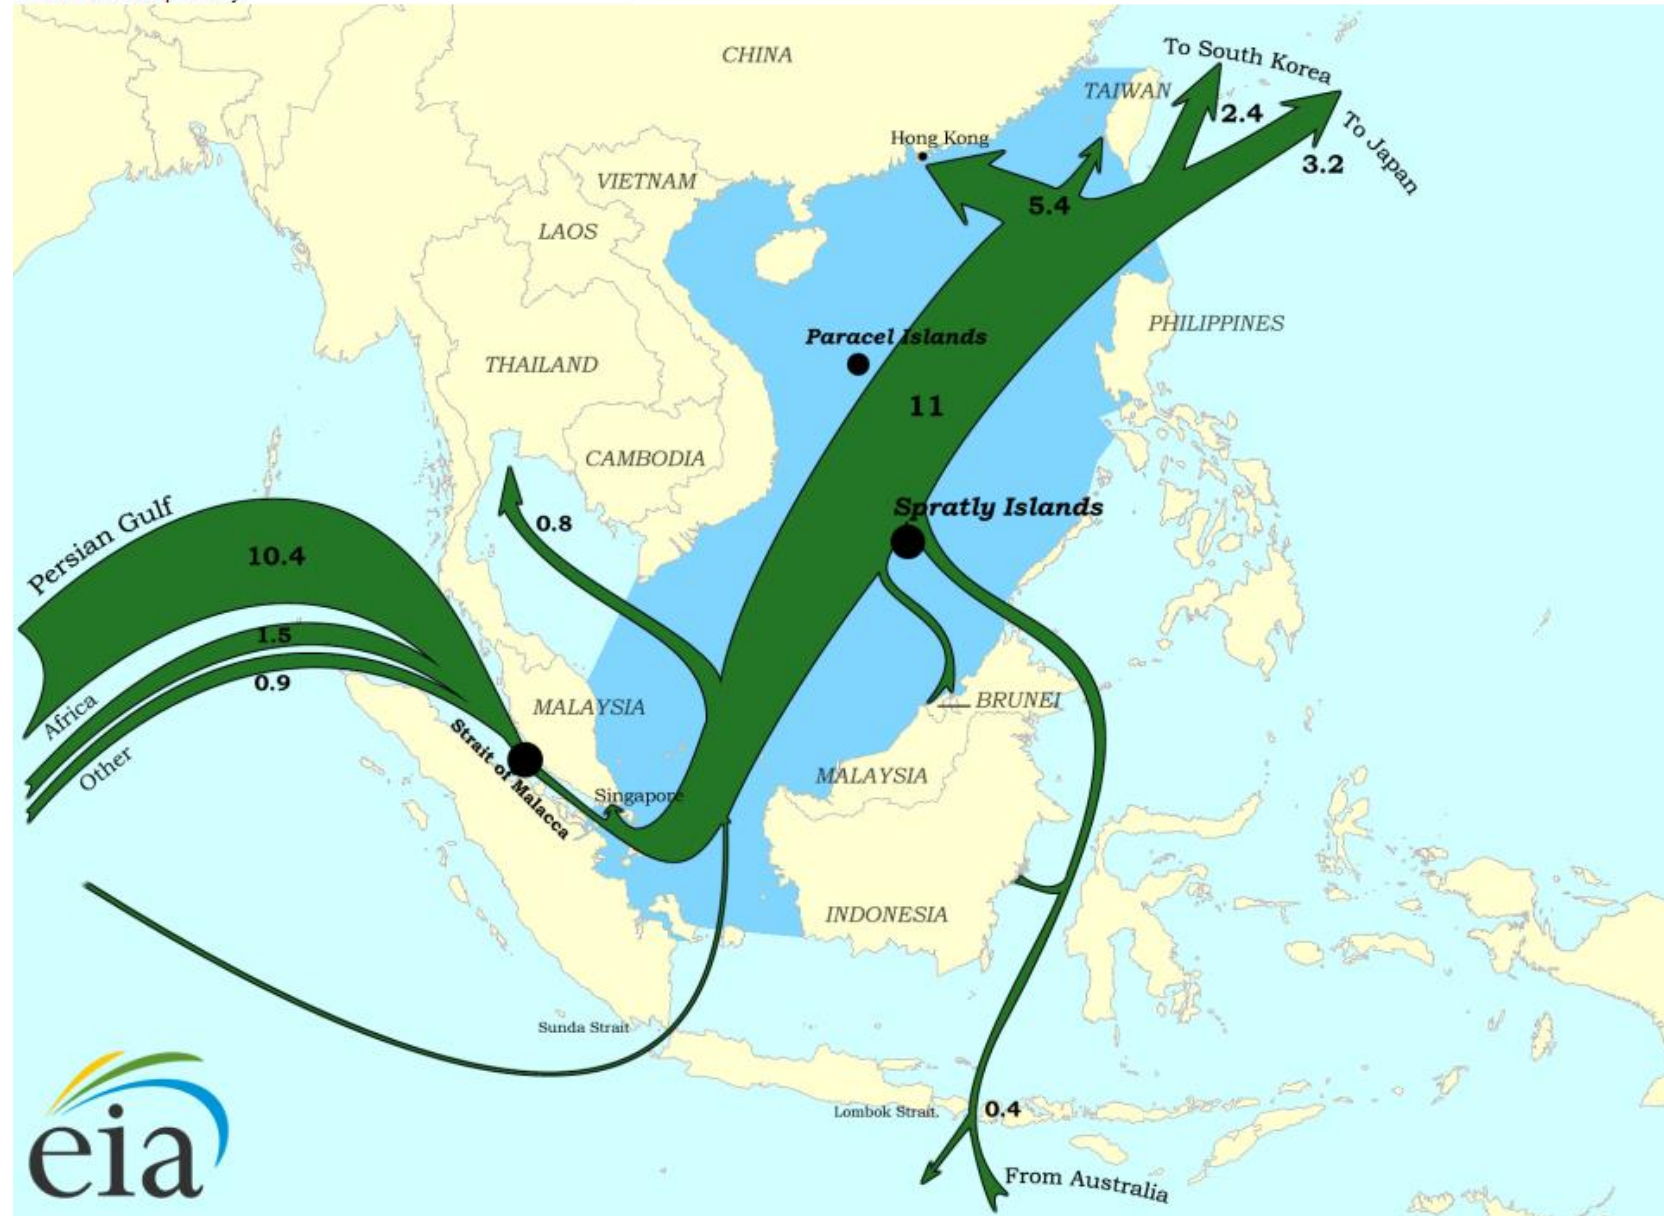 CHINA
To South Korea
TAIWAN
2.4
To Japan
3.2
Hong Kong
5.4
VIETNAM
LAOS
PHILIPPINES
Paracel Islands
THAILAND
11
CAMBODIA
Spratly Islands
0.8
Persian Gulf
10.4
1.5
0.9
Africa
Other
MALAYSIA
BRUNEI
Strait of Malacca
MALAYSIA
Singapore
INDONESIA
Sunda Strait
Lombok Strait.
0.4
From Australia
eia